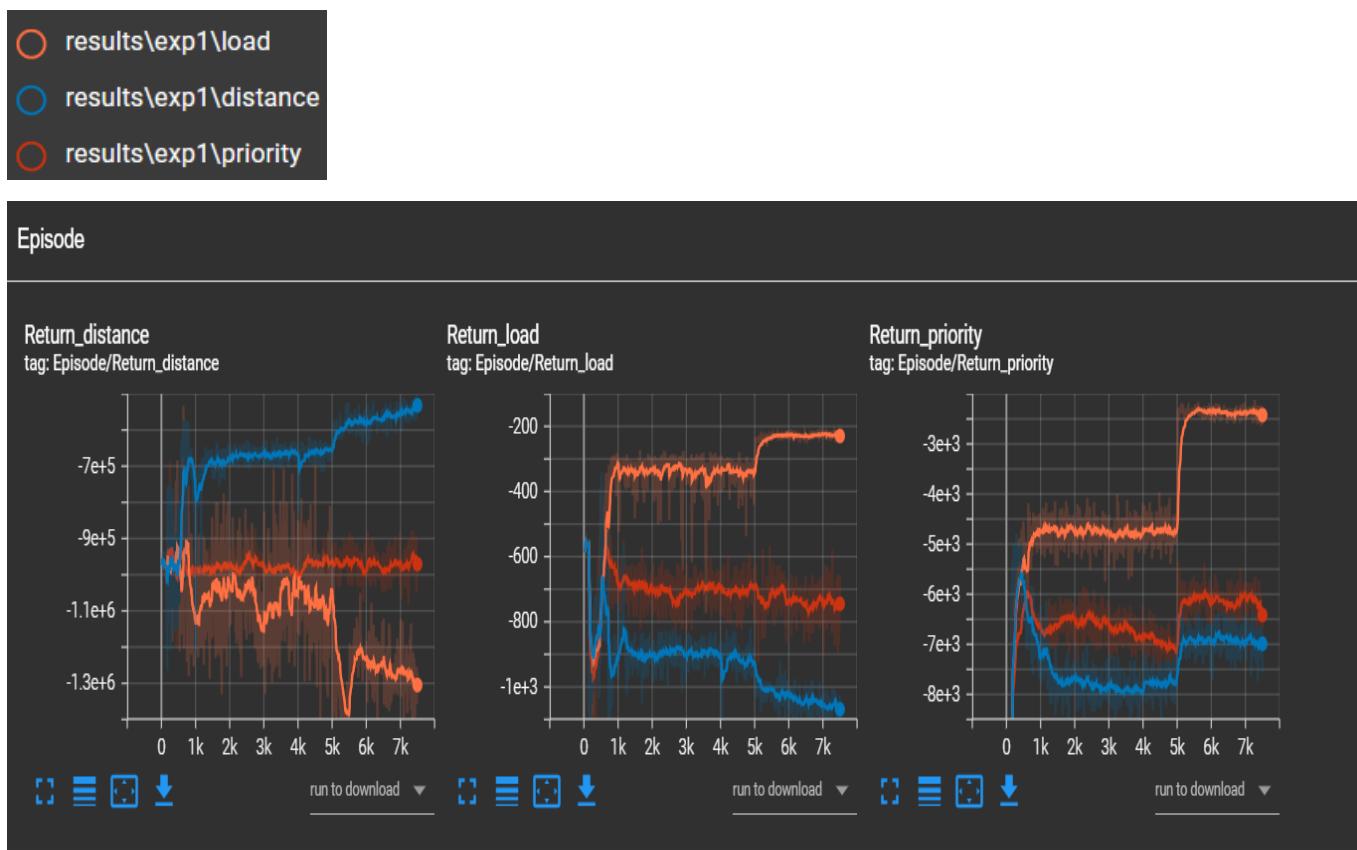 results\exp1\load
results\exp1\distance
results\exp1\priority
Episode
Return_distance
tag: Episode/Return_distance
-7e+5
-9e+5
-1.1e+6
-1.3e+6
0 1k 2k 3k 4k 5k 6k 7k
run to download
Return_load
tag: Episode/Return_load
-200
-400
-600
-800
-1e+3
0 1k 2k 3k 4k 5k 6k 7k
run to download
Return_priority
tag: Episode/Return_priority
-3e+3
-4e+3
-5e+3
-6e+3
-7e+3
-8e+3
0 1k 2k 3k 4k 5k 6k 7k
run to download